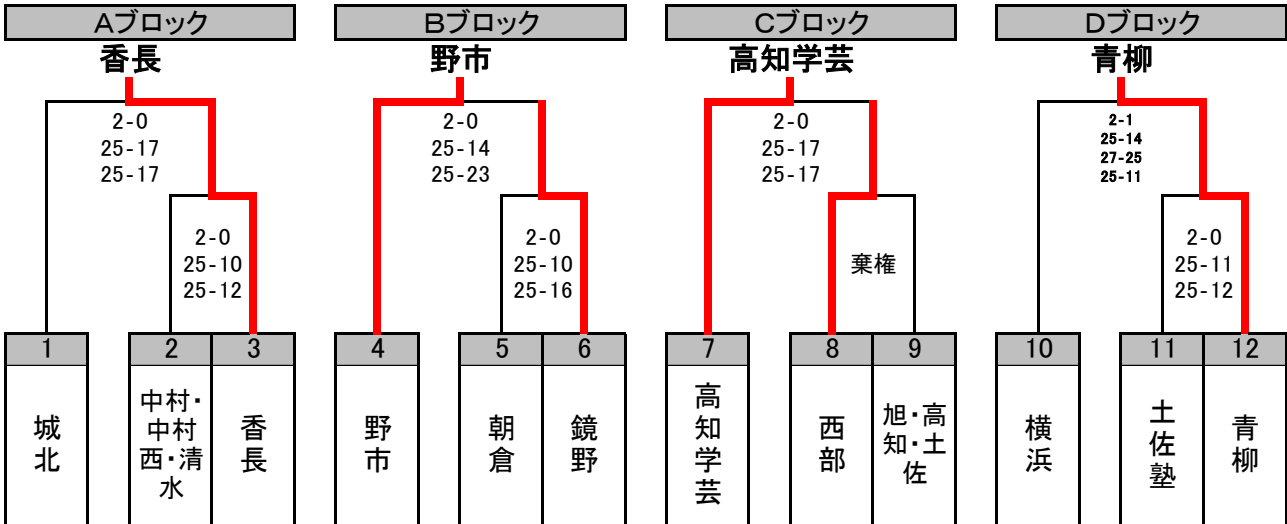 Aブロック
Bブロック
Cブロック
Dブロック
香長
野市
高知学芸
青柳
2-0
25-17
25-17
2-0
25-14
25-23
2-0
25-17
25-17
2-1
25-14
27-25
25-11
2-0
25-10
25-12
2-0
25-10
25-16
棄権
2-0
25-11
25-12
1
2
3
4
5
6
7
8
9
10
11
12
城北
中村・
中村
西・清
水
香長
野市
朝倉
鏡野
高知学芸
西部
旭・高
知・土
佐
横浜
土佐塾
青柳